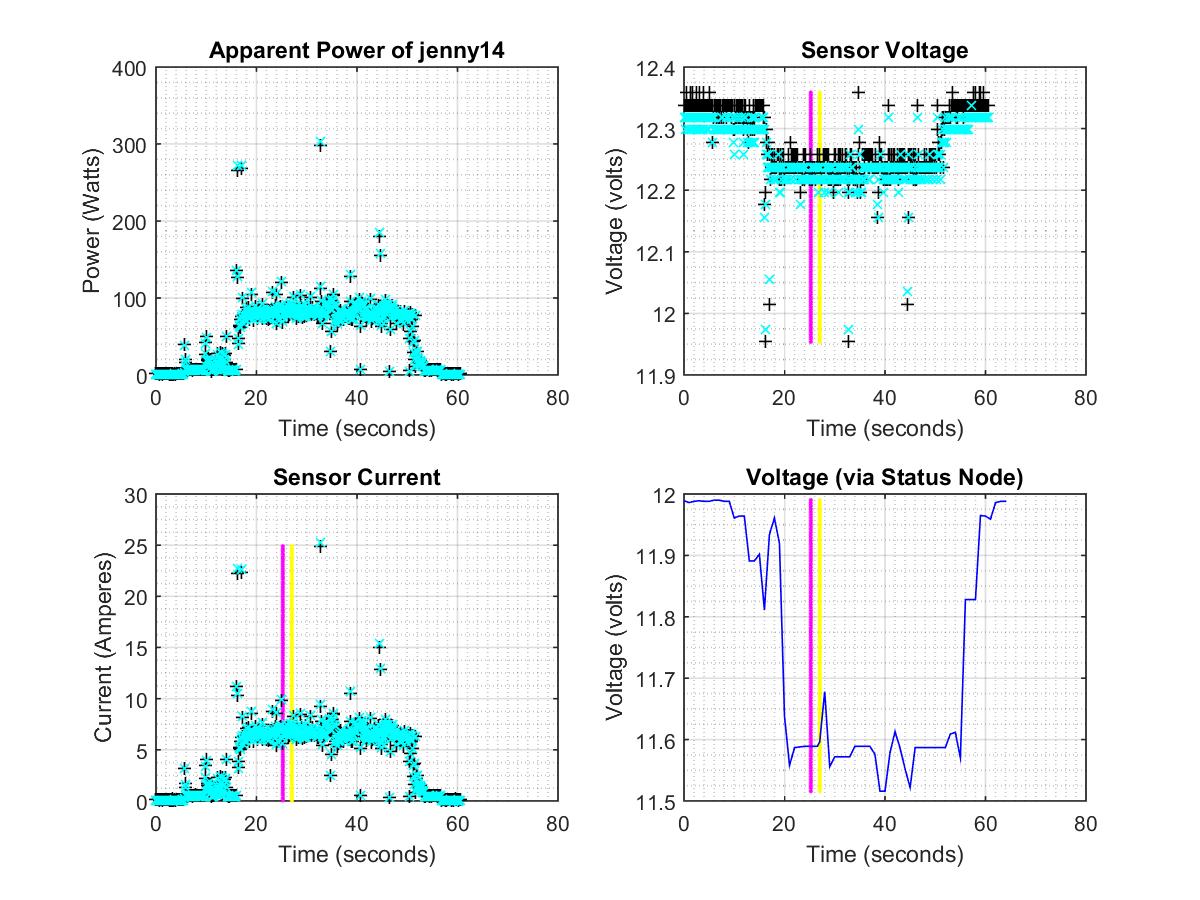 Apparent Power of jenny14
400
300
200
100
0
Power (Watts)
0 20 40 60 80
Time (seconds)
Sensor Voltage
12.4
12.3
12.2
12.1
12
11.9
Voltage (volts)
0 20 40 60 80
Time (seconds)
Sensor Current
30
25
20
15
10
5
0
Current (Amperes)
0 20 40 60 80
Time (seconds)
Voltage (via Status Node)
12
11.9
11.8
11.7
11.6
11.5
Voltage (volts)
0 20 40 60 80
Time (seconds)